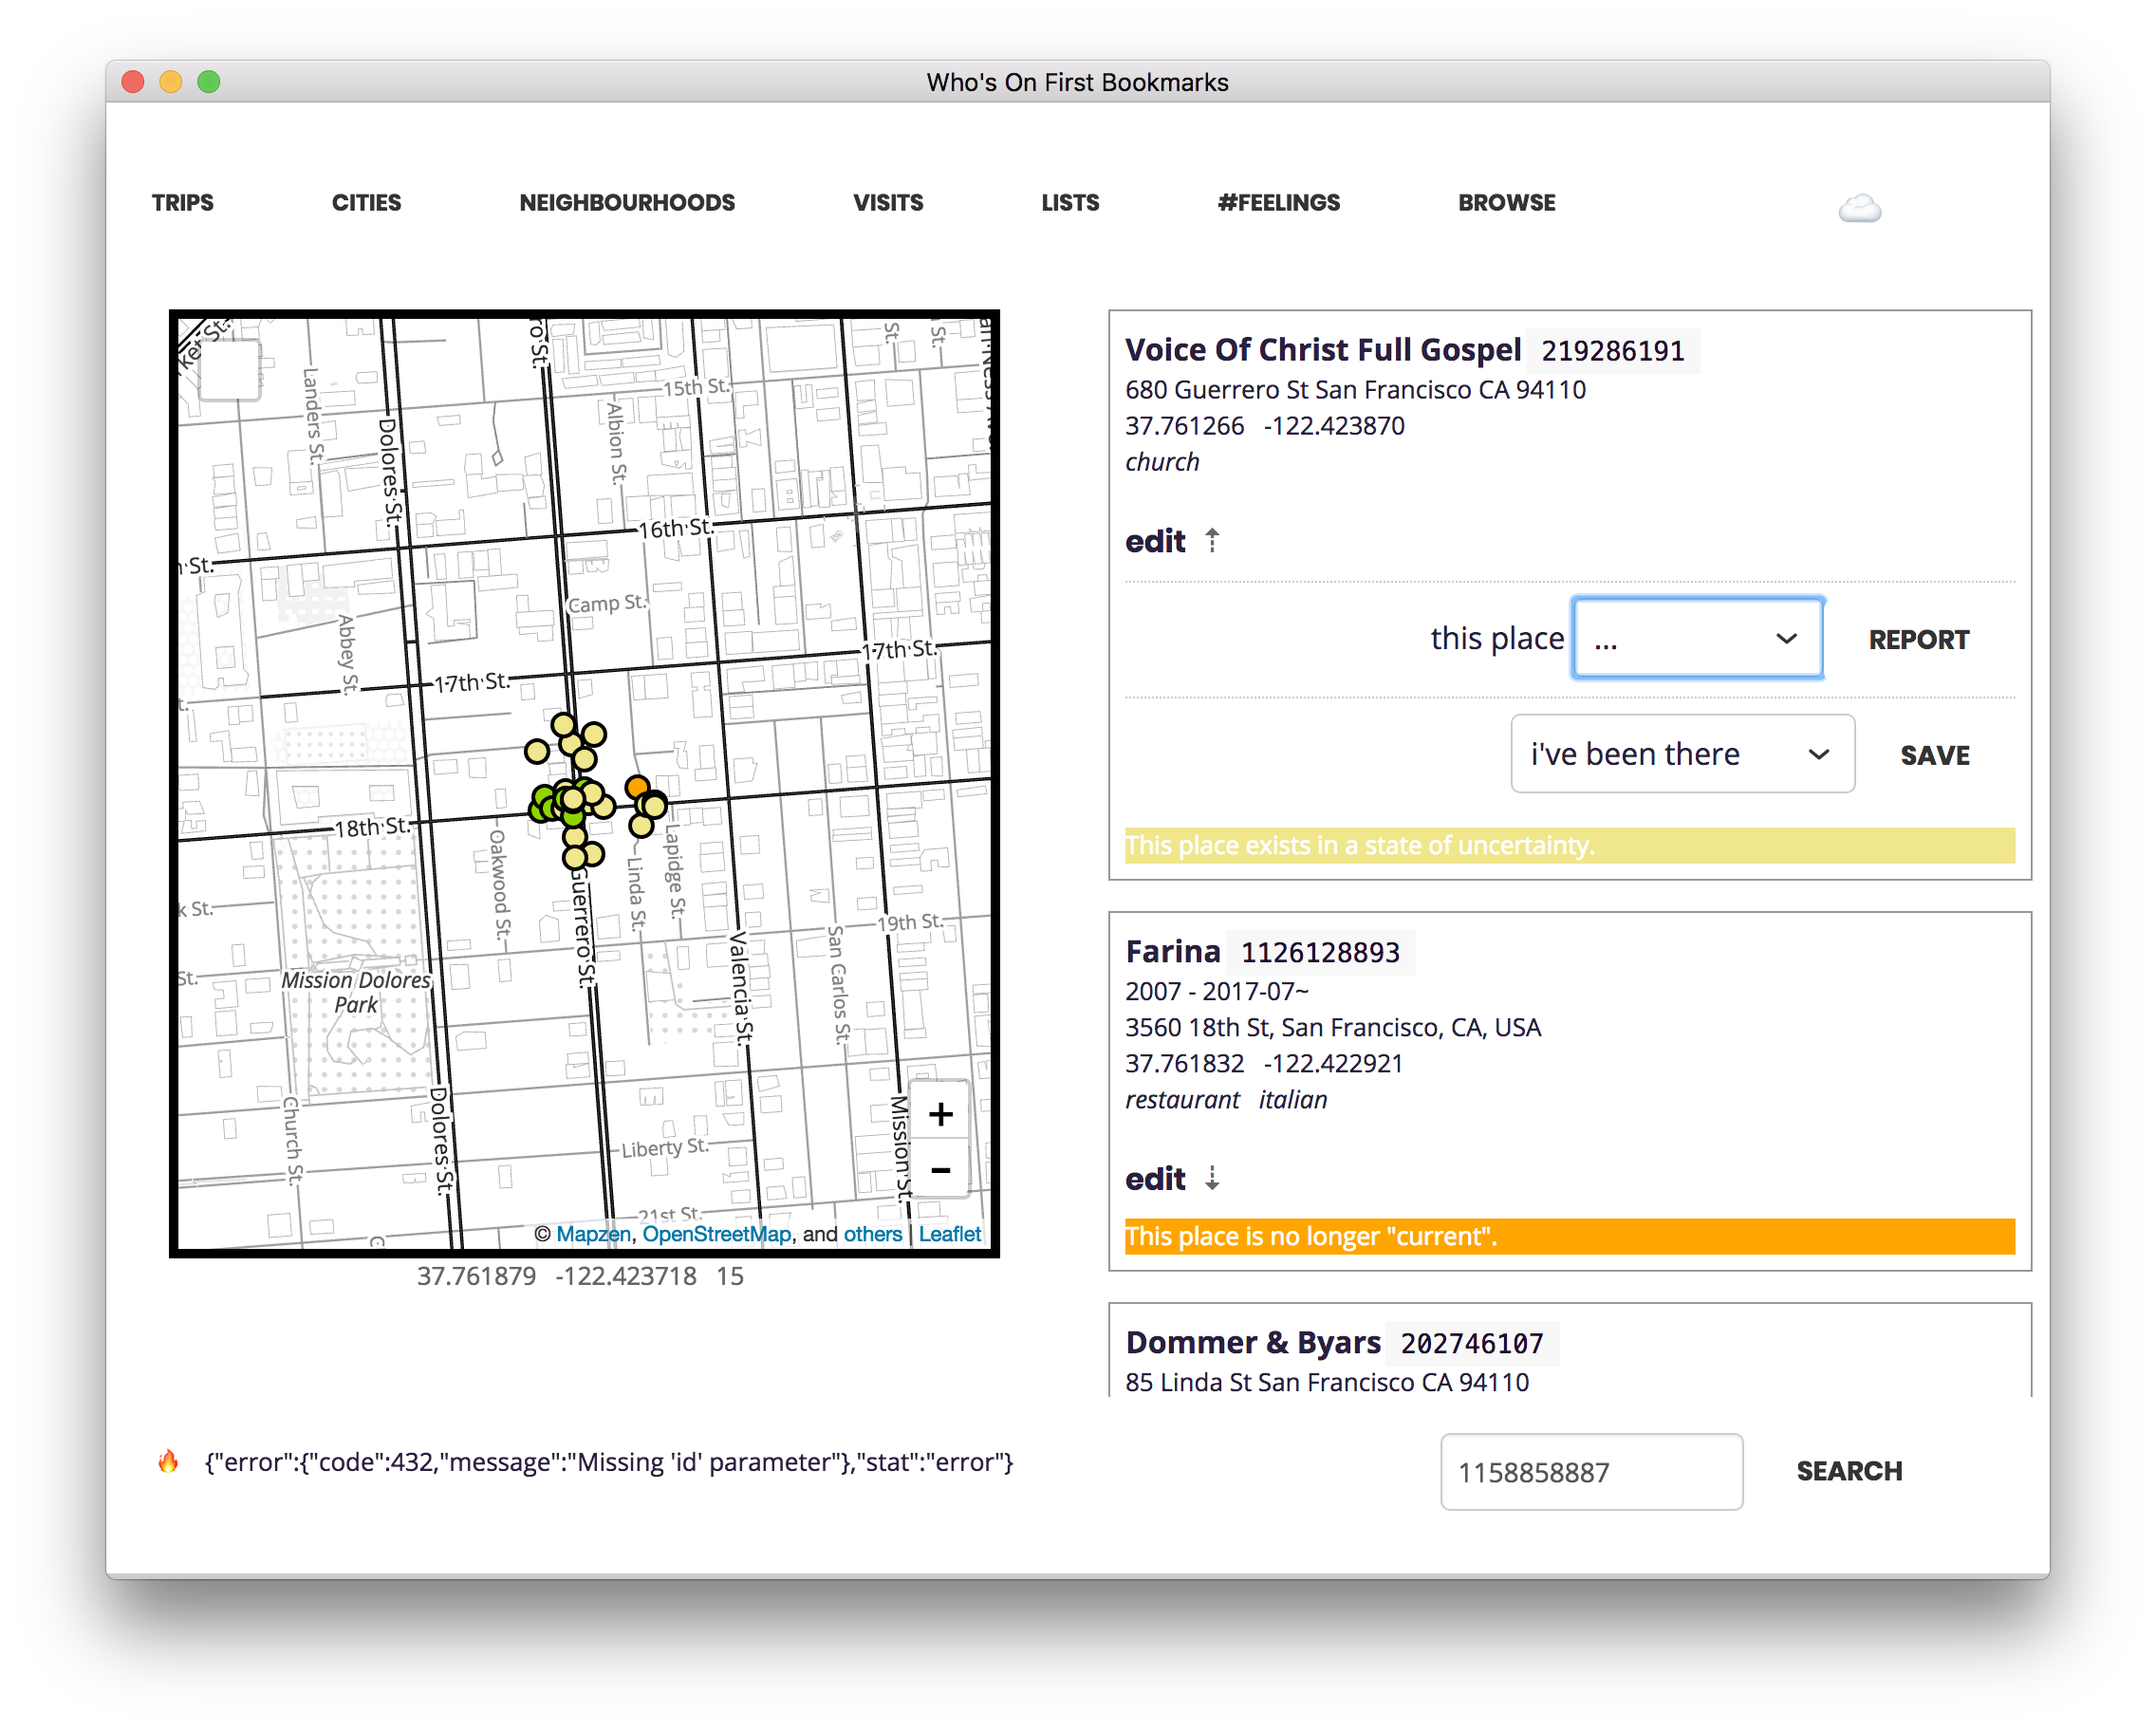 Who's On First Bookmarks
TRIPS CITIES NEIGHBOURHOODS VISITS LISTS #FEELINGS BROWSE
Landers St.
Dolores St.
Albion St.
15th St.
16th St.
Camp St.
Abbey St.
17th St.
17th St.
18th St.
Oakwood St.
Guerrero St.
Linda St.
Lapidge St.
Valencia St.
San Carlos St.
19th St.
Mission Dolores
Park
Church St.
Dolores St.
Liberty St.
Mission St.
21st St.
+
−
© Mapzen, OpenStreetMap, and others | Leaflet
37.761879 -122.423718 15
Voice Of Christ Full Gospel 219286191
680 Guerrero St San Francisco CA 94110
37.761266 -122.423870
church
edit ⇡
this place ... REPORT
i've been there SAVE
This place exists in a state of uncertainty.
Farina 1126128893
2007 - 2017-07~
3560 18th St, San Francisco, CA, USA
37.761832 -122.422921
restaurant italian
edit ⇣
This place is no longer "current".
Dommer & Byars 202746107
85 Linda St San Francisco CA 94110
🔥 {"error":{"code":432,"message":"Missing 'id' parameter"},"stat":"error"}
1158858887 SEARCH